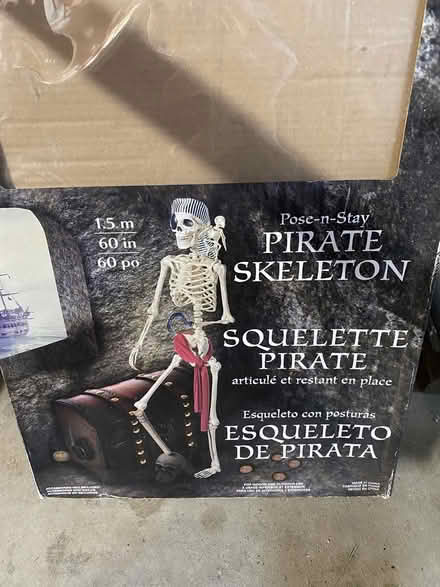 1.5 m
60 in
60 po
Pose-n-Stay
PIRATE
SKELETON
SQUELETTE
PIRATE
articulé et restant en place
Esqueleto con posturas
ESQUELETO
DE PIRATA